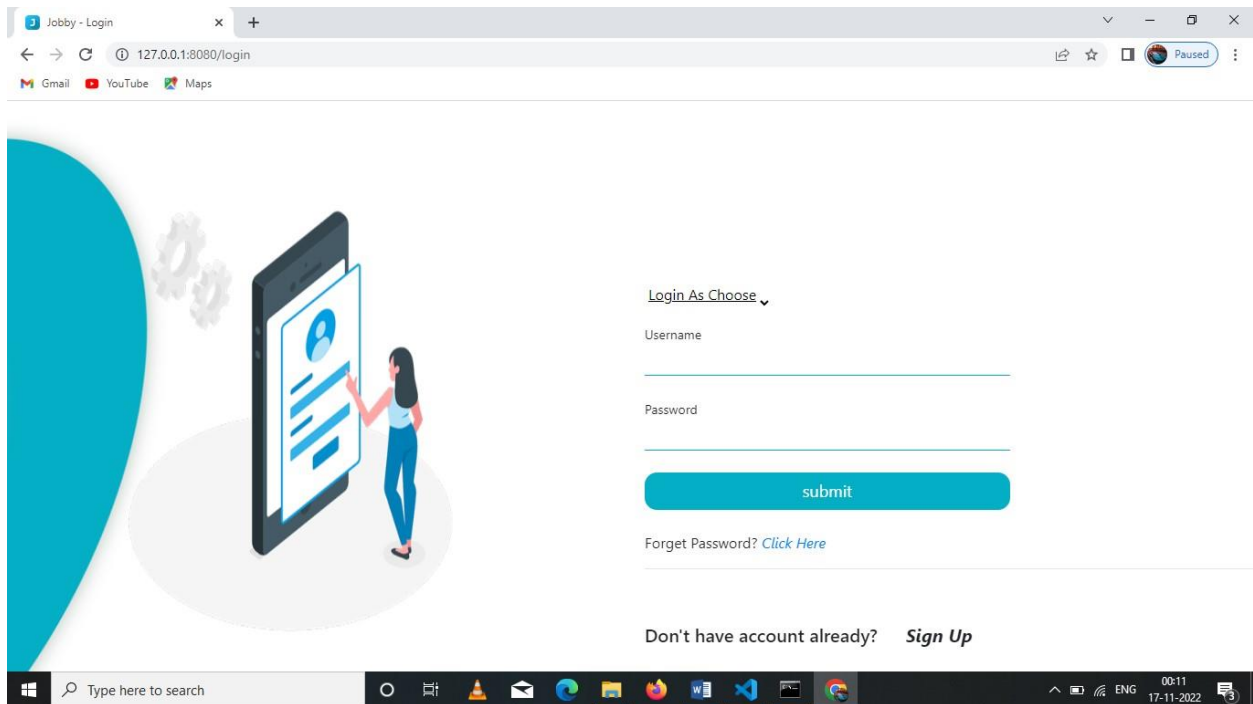 Jobby - Login
127.0.0.1:8080/login
Paused
Gmail YouTube Maps
Login As Choose
Username
Password
submit
Forget Password? Click Here
Don't have account already? Sign Up
Type here to search
ENG
00:11
17-11-2022
3